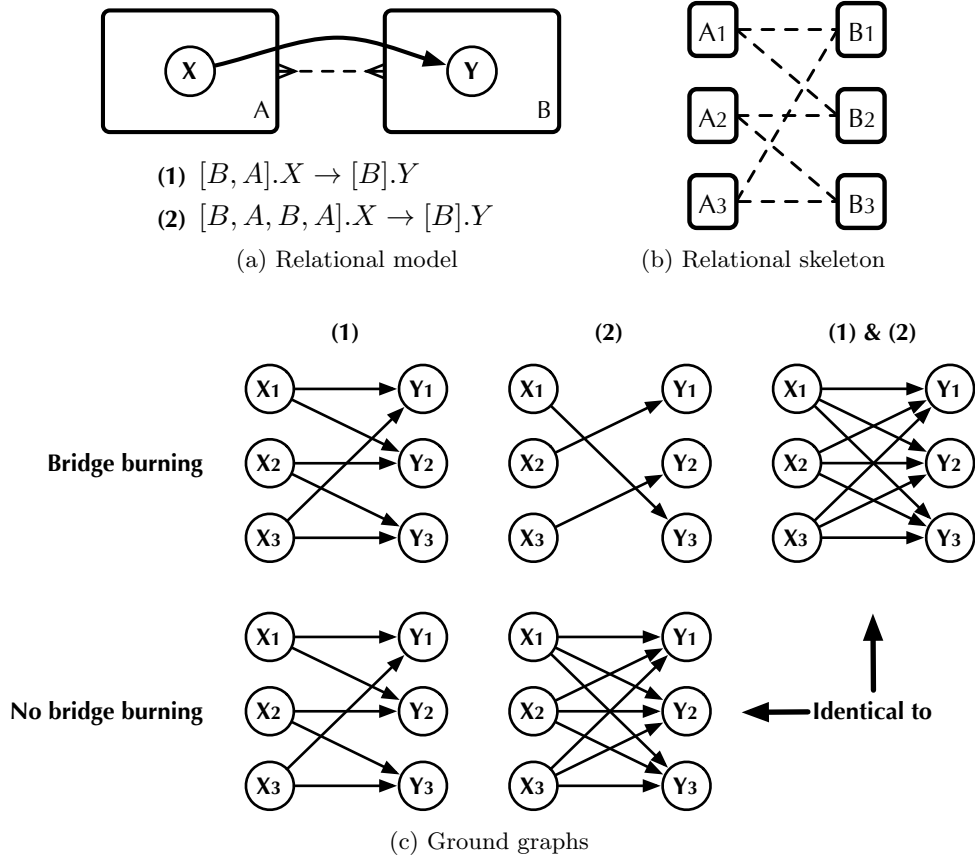 X Y
A B
(1) [B, A].X → [B].Y
(2) [B, A, B, A].X → [B].Y
(a) Relational model
A1 B1
A2 B2
A3 B3
(b) Relational skeleton
(1) (2) (1) & (2)
X1 Y1 X1 Y1 X1 Y1
Bridge burning X2 Y2 X2 Y2 X2 Y2
X3 Y3 X3 Y3 X3 Y3
X1 Y1 X1 Y1
No bridge burning X2 Y2 X2 Y2 Identical to
X3 Y3 X3 Y3
(c) Ground graphs